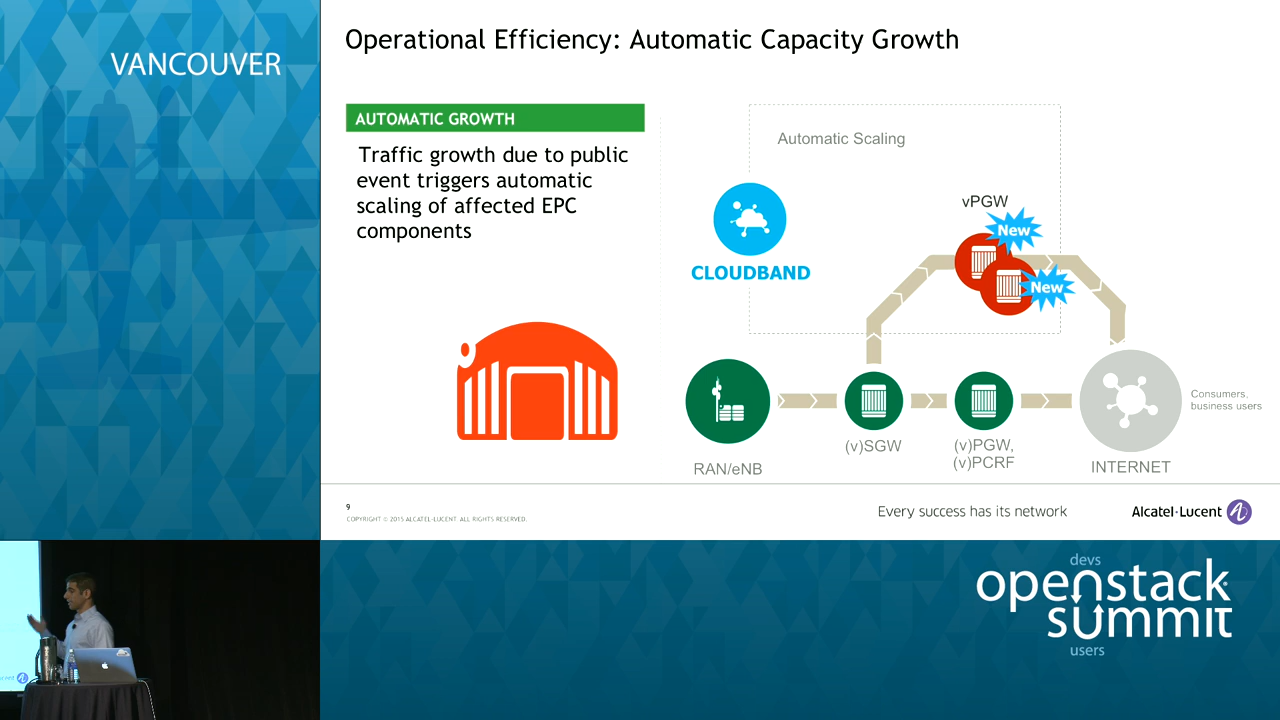 VANCOUVER
Operational Efficiency: Automatic Capacity Growth
AUTOMATIC GROWTH
Traffic growth due to public
event triggers automatic
scaling of affected EPC
components
Automatic Scaling
CLOUDBAND
vPGW
New
New
RAN/eNB
(v)SGW
(v)PGW,
(v)PCRF
INTERNET
Consumers,
business users
9
COPYRIGHT © 2015 ALCATEL-LUCENT. ALL RIGHTS RESERVED.
Every success has its network
Alcatel·Lucent
devs
openstack
summit
users